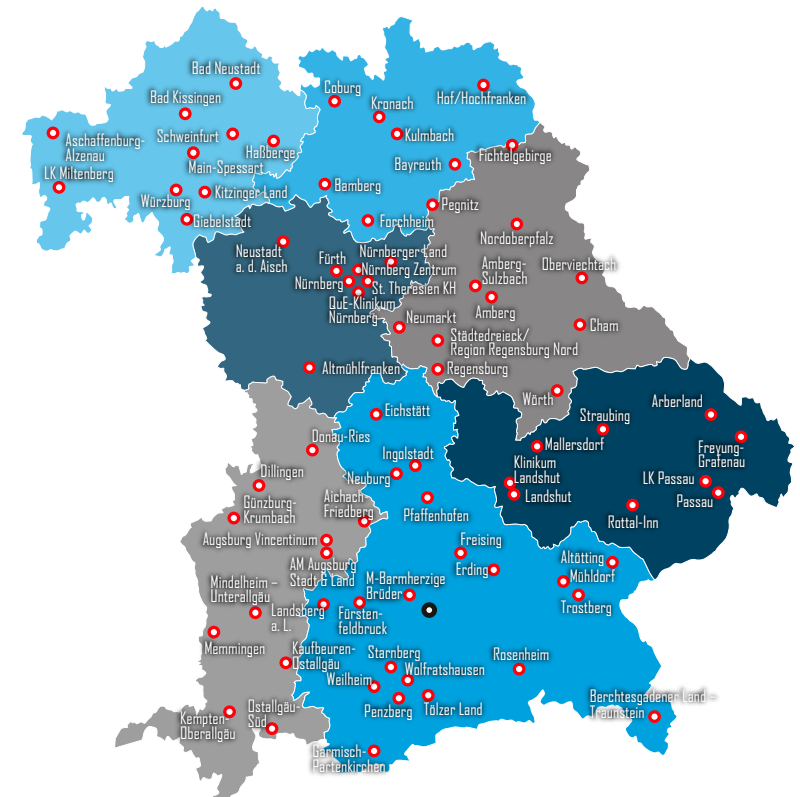 Bad Neustadt
Bad Kissingen
Schweinfurt
Haßberge
Main-Spessart
Aschaffenburg-
Alzenau
LK Miltenberg
Würzburg
Kitzinger Land
Giebelstadt
Coburg
Kronach
Hof/Hochfranken
Kulmbach
Bayreuth
Fichtelgebirge
Bamberg
Forchheim
Pegnitz
Nordoberpfalz
Neustadt
a. d. Aisch
Fürth
Nürnberger Land
Nürnberg Zentrum
Nürnberg
St. Theresien KH
QuE-Klinikum
Nürnberg
Altmühlfranken
Amberg-
Sulzbach
Oberviechtach
Amberg
Neumarkt
Cham
Städtedreieck/
Region Regensburg Nord
Regensburg
Wörth
Straubing
Arberland
Mallersdorf
Freyung-
Grafenau
Klinikum
Landshut
Landshut
LK Passau
Passau
Rottal-Inn
Eichstätt
Donau-Ries
Ingolstadt
Neuburg
Pfaffenhofen
Dillingen
Aichach
Friedberg
Günzburg-
Krumbach
Augsburg Vincentinum
AM Augsburg
Stadt & Land
Freising
Erding
Altötting
Mühldorf
Trostberg
M-Barmherzige
Brüder
Mindelheim –
Unterallgäu
Landsberg
a. L.
Fürsten-
feldbruck
Memmingen
Kaufbeuren-
Ostallgäu
Starnberg
Wolfratshausen
Weilheim
Rosenheim
Penzberg
Tölzer Land
Berchtesgadener Land –
Traunstein
Kempten-
Oberallgäu
Ostallgäu-
Süd
Garmisch-
Partenkirchen